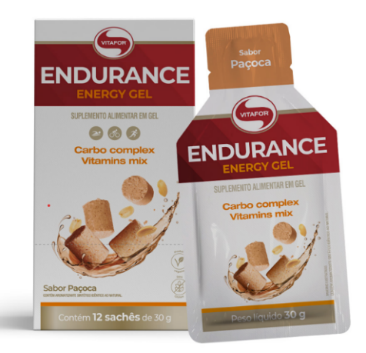 VITAFOR
ENDURANCE
ENERGY GEL
SUPLEMENTO ALIMENTAR EM GEL
Carbo complex
Vitamins mix
Sabor Paçoca
Contém 12 sachês de 30 g
Sabor
Paçoca
VITAFOR
ENDURANCE
ENERGY GEL
SUPLEMENTO ALIMENTAR EM GEL
Carbo complex
Vitamins mix
Peso líquido 30 g